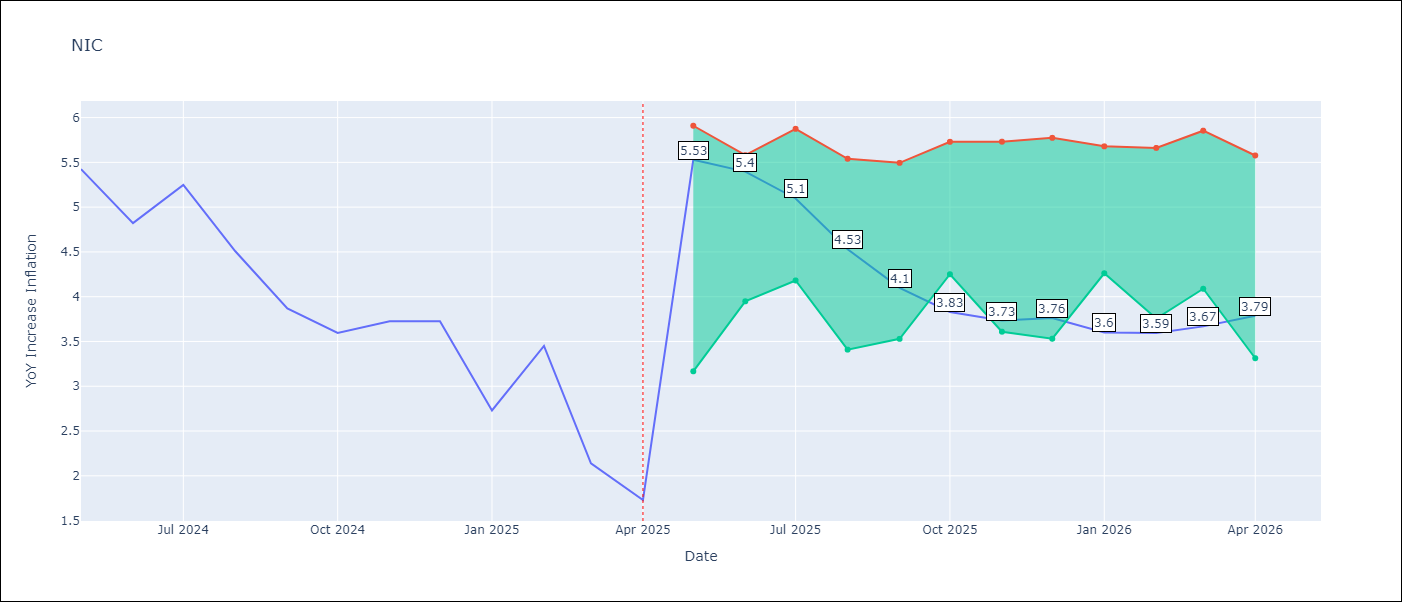 NIC
YoY Increase Inflation
6
5.5
5
4.5
4
3.5
3
2.5
2
1.5
5.53
5.4
5.1
4.53
4.1
3.83
3.73
3.76
3.6
3.59
3.67
3.79
Jul 2024
Oct 2024
Jan 2025
Apr 2025
Jul 2025
Oct 2025
Jan 2026
Apr 2026
Date